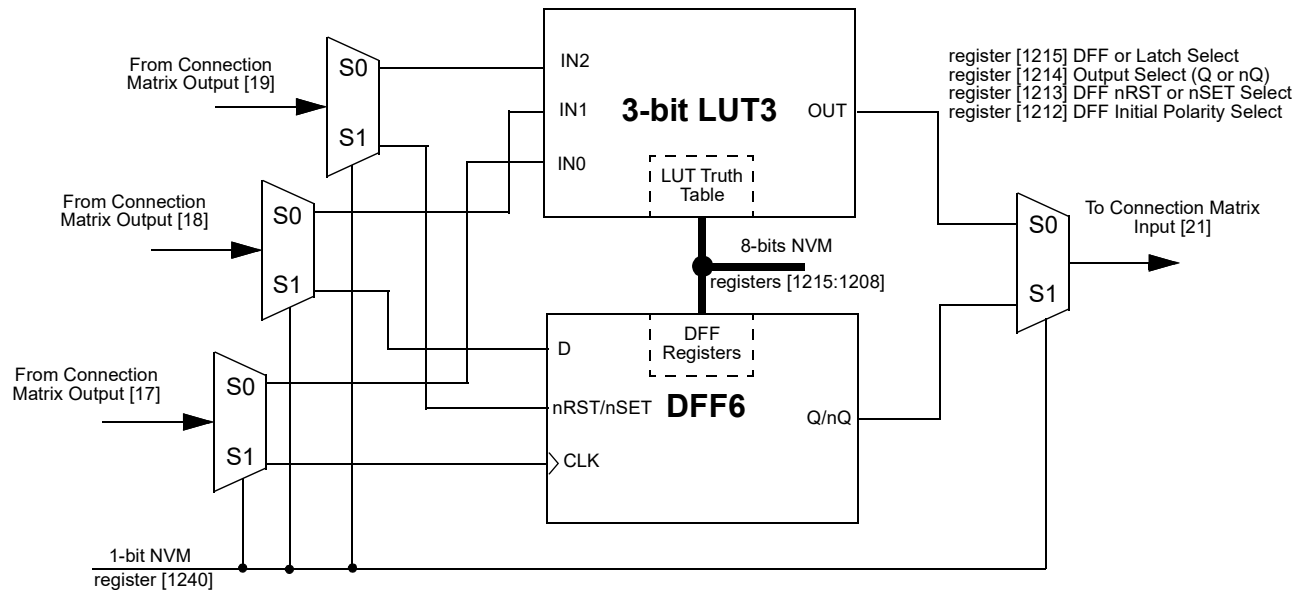 From Connection
Matrix Output [19]
S0
S1
From Connection
Matrix Output [18]
S0
S1
From Connection
Matrix Output [17]
S0
S1
1-bit NVM
register [1240]
IN2
IN1
IN0
3-bit LUT3
OUT
LUT Truth
Table
8-bits NVM
registers [1215:1208]
DFF
Registers
D
nRST/nSET
CLK
DFF6
Q/nQ
register [1215] DFF or Latch Select
register [1214] Output Select (Q or nQ)
register [1213] DFF nRST or nSET Select
register [1212] DFF Initial Polarity Select
S0
S1
To Connection Matrix
Input [21]